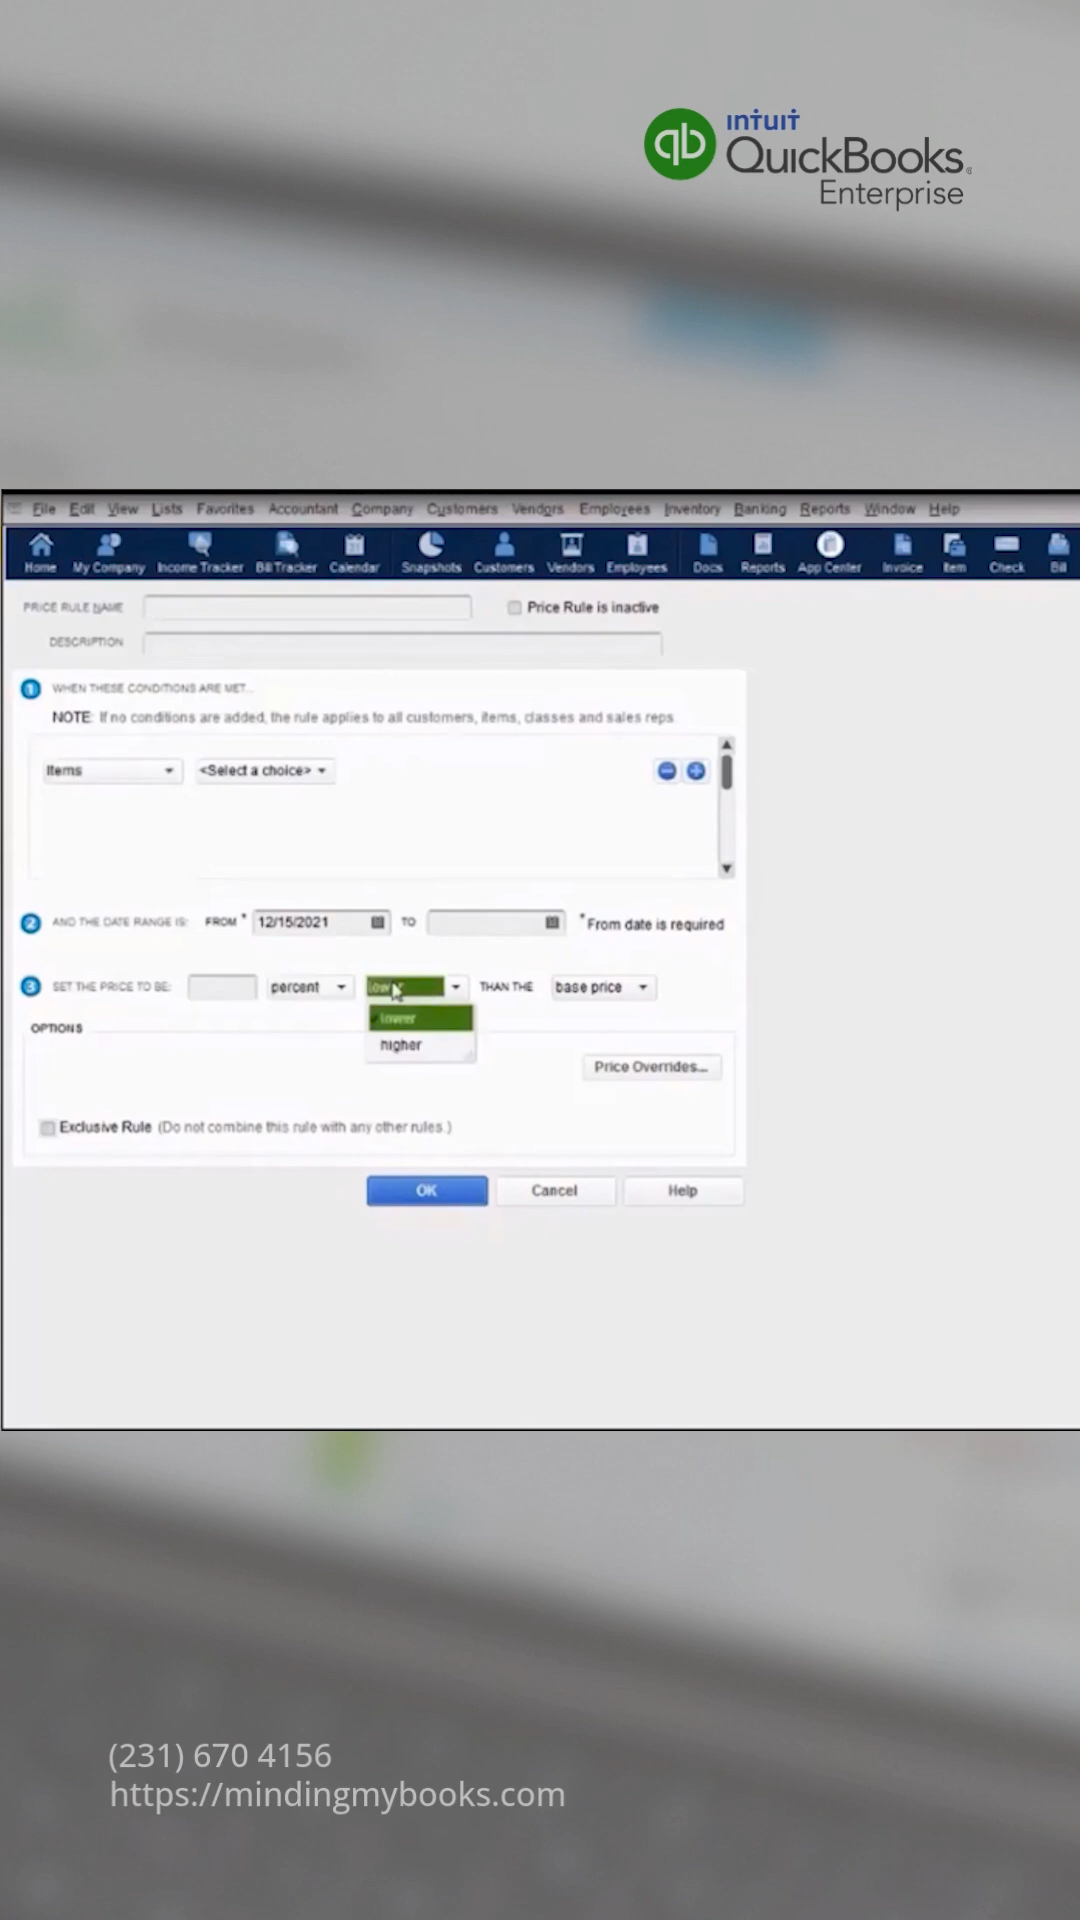 intuit
qb QuickBooks®
Enterprise
File Edit View Lists Favorites Accountant Company Customers Vendors Employees Inventory Banking Reports Window Help
Home My Company Income Tracker Bill Tracker Calendar Snapshots Customers Vendors Employees Docs Reports App Center Invoice Item Check Bill
PRICE RULE NAME Price Rule is inactive
DESCRIPTION
1 WHEN THESE CONDITIONS ARE MET...
NOTE: If no conditions are added, the rule applies to all customers, items, classes and sales reps
Items <Select a choice>
2 AND THE DATE RANGE IS: FROM * 12/15/2021 TO *From date is required
3 SET THE PRICE TO BE: percent lower THAN THE base price
lower
OPTIONS
higher
Price Overrides...
Exclusive Rule (Do not combine this rule with any other rules.)
OK Cancel Help
(231) 670 4156
https://mindingmybooks.com